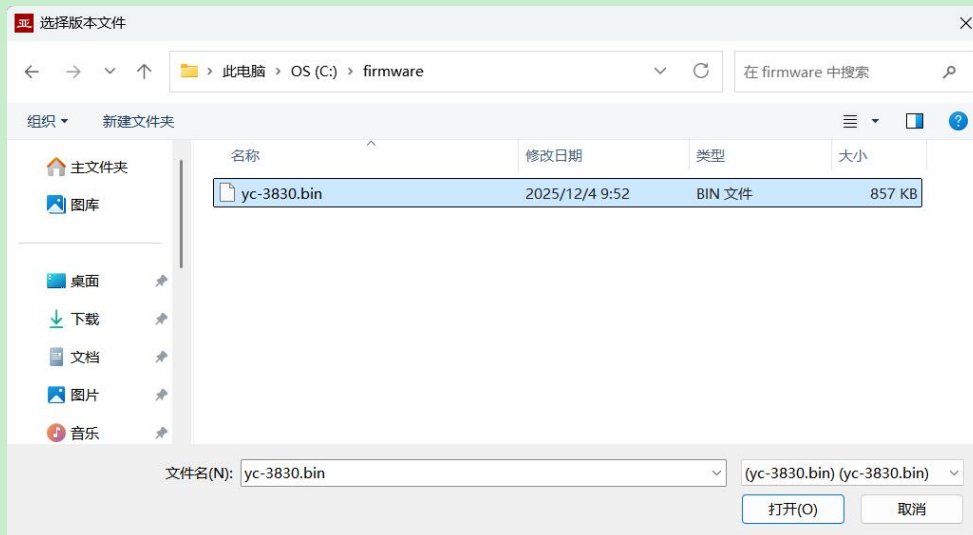 亚 选择版本文件
此电脑 › OS (C:) › firmware
在 firmware 中搜索
组织 新建文件夹
名称 修改日期 类型 大小
主文件夹
yc-3830.bin 2025/12/4 9:52 BIN 文件 857 KB
图库
桌面
下载
文档
图片
音乐
文件名(N): yc-3830.bin (yc-3830.bin) (yc-3830.bin)
打开(O) 取消